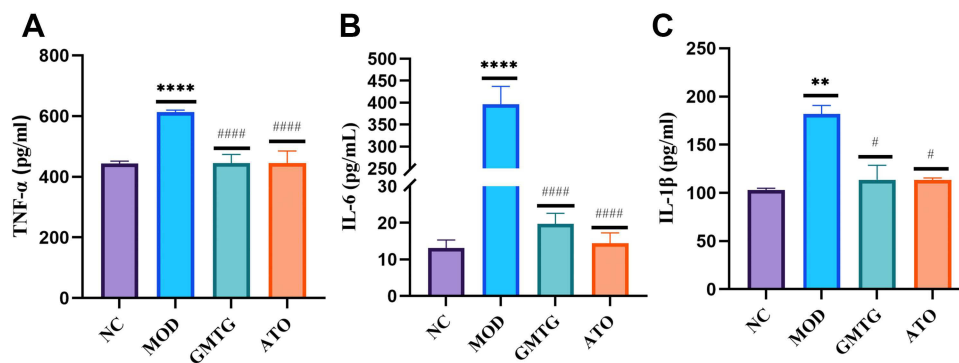 A
TNF-α (pg/ml)
800
600
400
200
0
****
####
####
NC
MOD
GMTG
ATO
B
IL-6 (pg/mL)
500
450
400
350
300
250
30
20
10
0
****
####
####
NC
MOD
GMTG
ATO
C
IL-1β (pg/ml)
250
200
150
100
50
0
**
#
#
NC
MOD
GMTG
ATO